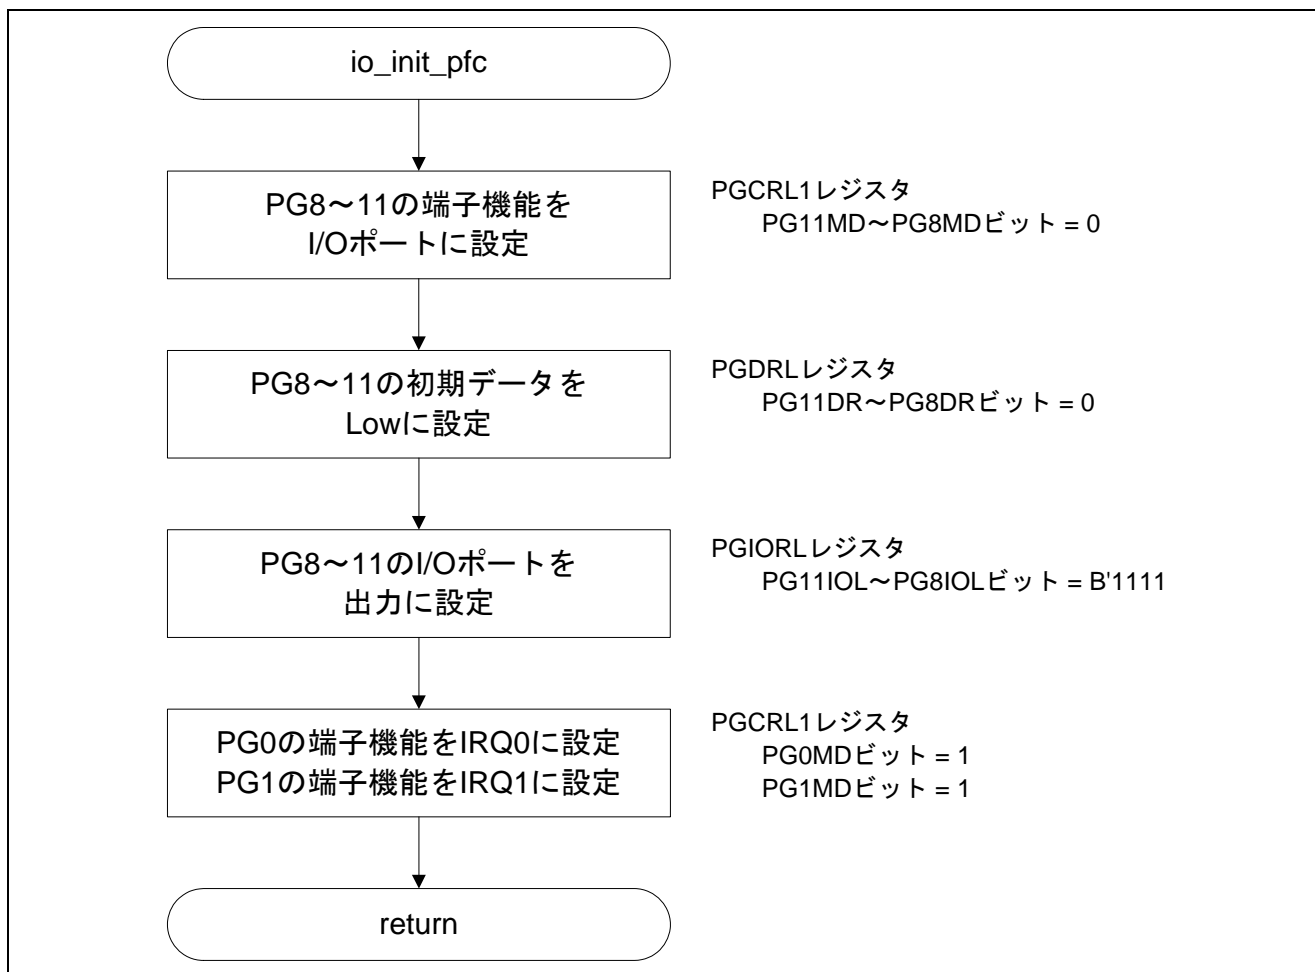 io_init_pfc
PG8～11の端子機能を
I/Oポートに設定
PGCRL1レジスタ
PG11MD～PG8MDビット = 0
PG8～11の初期データを
Lowに設定
PGDRLレジスタ
PG11DR～PG8DRビット = 0
PG8～11のI/Oポートを
出力に設定
PGIORLレジスタ
PG11IOL～PG8IOLビット = B'1111
PG0の端子機能をIRQ0に設定
PG1の端子機能をIRQ1に設定
PGCRL1レジスタ
PG0MDビット = 1
PG1MDビット = 1
return